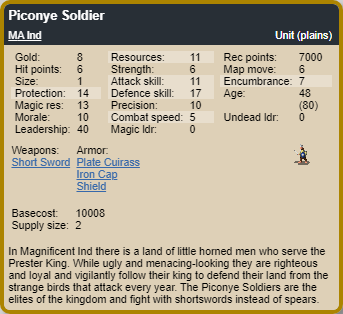 Piconye Soldier
MA Ind Unit (plains)
Gold: 8 Resources: 11 Rec points: 7000
Hit points: 6 Strength: 6 Map move: 6
Size: 1 Attack skill: 11 Encumbrance: 7
Protection: 14 Defence skill: 17 Age: 48
Magic res: 13 Precision: 10 (80)
Morale: 10 Combat speed: 5 Undead ldr: 0
Leadership: 40 Magic ldr: 0
Weapons: Armor:
Short Sword Plate Cuirass
Iron Cap
Shield
Basecost: 10008
Supply size: 2
In Magnificent Ind there is a land of little horned men who serve the
Prester King. While ugly and menacing-looking they are righteous
and loyal and vigilantly follow their king to defend their land from the
strange birds that attack every year. The Piconye Soldiers are the
elites of the kingdom and fight with shortswords instead of spears.